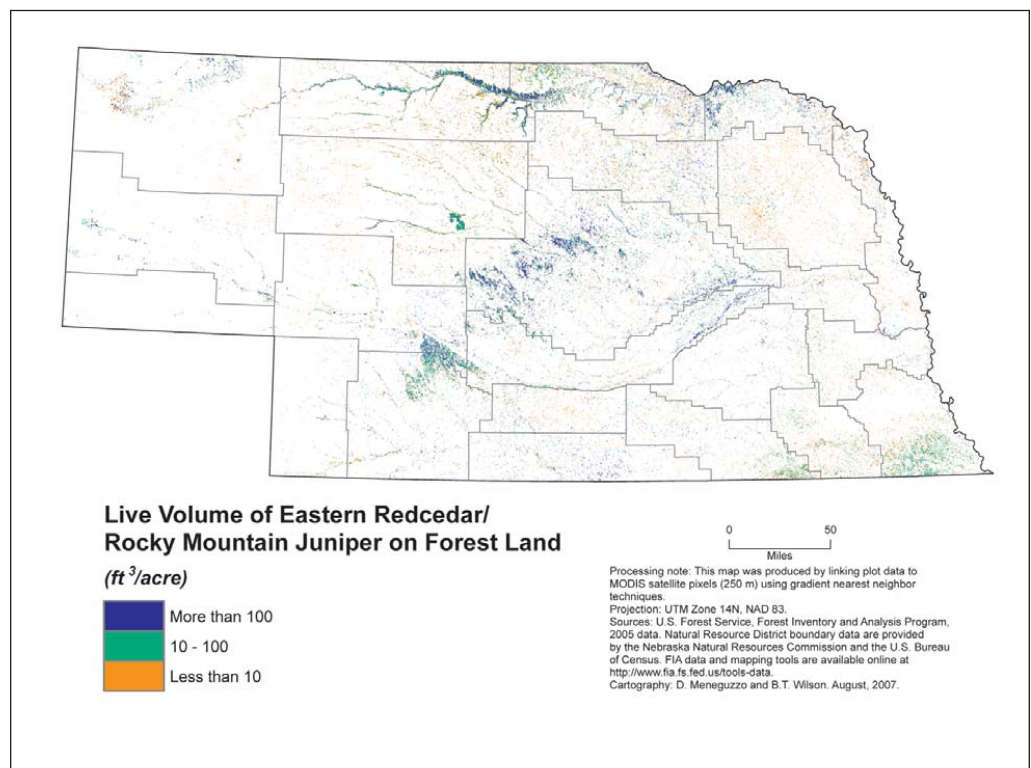 Live Volume of Eastern Redcedar/
Rocky Mountain Juniper on Forest Land
(ft ³/acre)
More than 100
10 - 100
Less than 10
0 50
Miles
Processing note: This map was produced by linking plot data to
MODIS satellite pixels (250 m) using gradient nearest neighbor
techniques.
Projection: UTM Zone 14N, NAD 83.
Sources: U.S. Forest Service, Forest Inventory and Analysis Program,
2005 data. Natural Resource District boundary data are provided
by the Nebraska Natural Resources Commission and the U.S. Bureau
of Census. FIA data and mapping tools are available online at
http://www.fia.fs.fed.us/tools-data.
Cartography: D. Meneguzzo and B.T. Wilson. August, 2007.